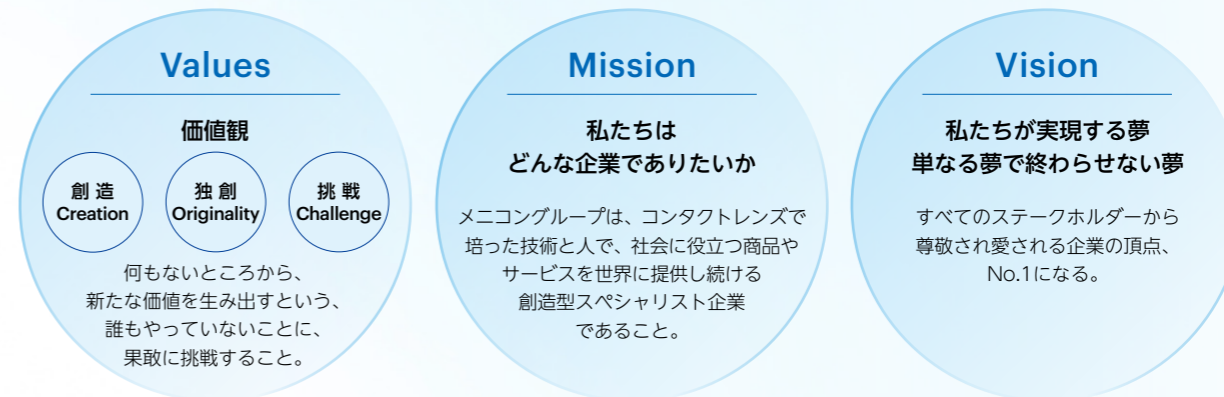 Values
価値観
創造
Creation
独創
Originality
挑戦
Challenge
何もないところから、
新たな価値を生み出すという、
誰もやっていないことに、
果敢に挑戦すること。
Mission
私たちは
どんな企業でありたいか
メニコングループは、コンタクトレンズで
培った技術と人で、社会に役立つ商品や
サービスを世界に提供し続ける
創造型スペシャリスト企業
であること。
Vision
私たちが実現する夢
単なる夢で終わらせない夢
すべてのステークホルダーから
尊敬され愛される企業の頂点、
No.1になる。